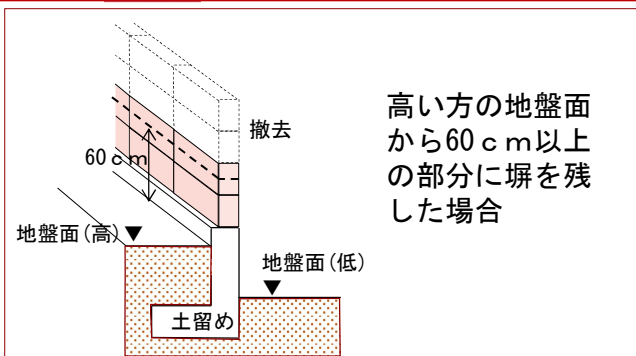 撤去
60ｃｍ
地盤面(高)▼
地盤面(低)
▼
土留め
高い方の地盤面
から60ｃｍ以上
の部分に塀を残
した場合